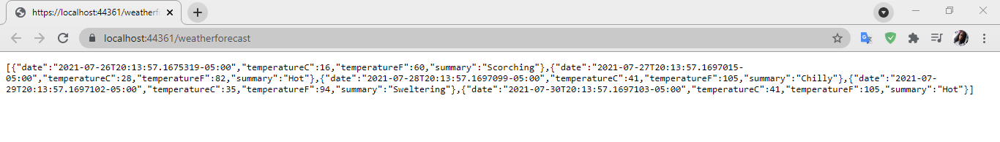 https://localhost:44361/weatherf
localhost:44361/weatherforecast
[{"date":"2021-07-26T20:13:57.1675319-05:00","temperatureC":16,"temperatureF":60,"summary":"Scorching"},{"date":"2021-07-27T20:13:57.1697015-
05:00","temperatureC":28,"temperatureF":82,"summary":"Hot"},{"date":"2021-07-28T20:13:57.1697099-05:00","temperatureC":41,"temperatureF":105,"summary":"Chilly"},{"date":"2021-07-
29T20:13:57.1697102-05:00","temperatureC":35,"temperatureF":94,"summary":"Sweltering"},{"date":"2021-07-30T20:13:57.1697103-05:00","temperatureC":41,"temperatureF":105,"summary":"Hot"}]